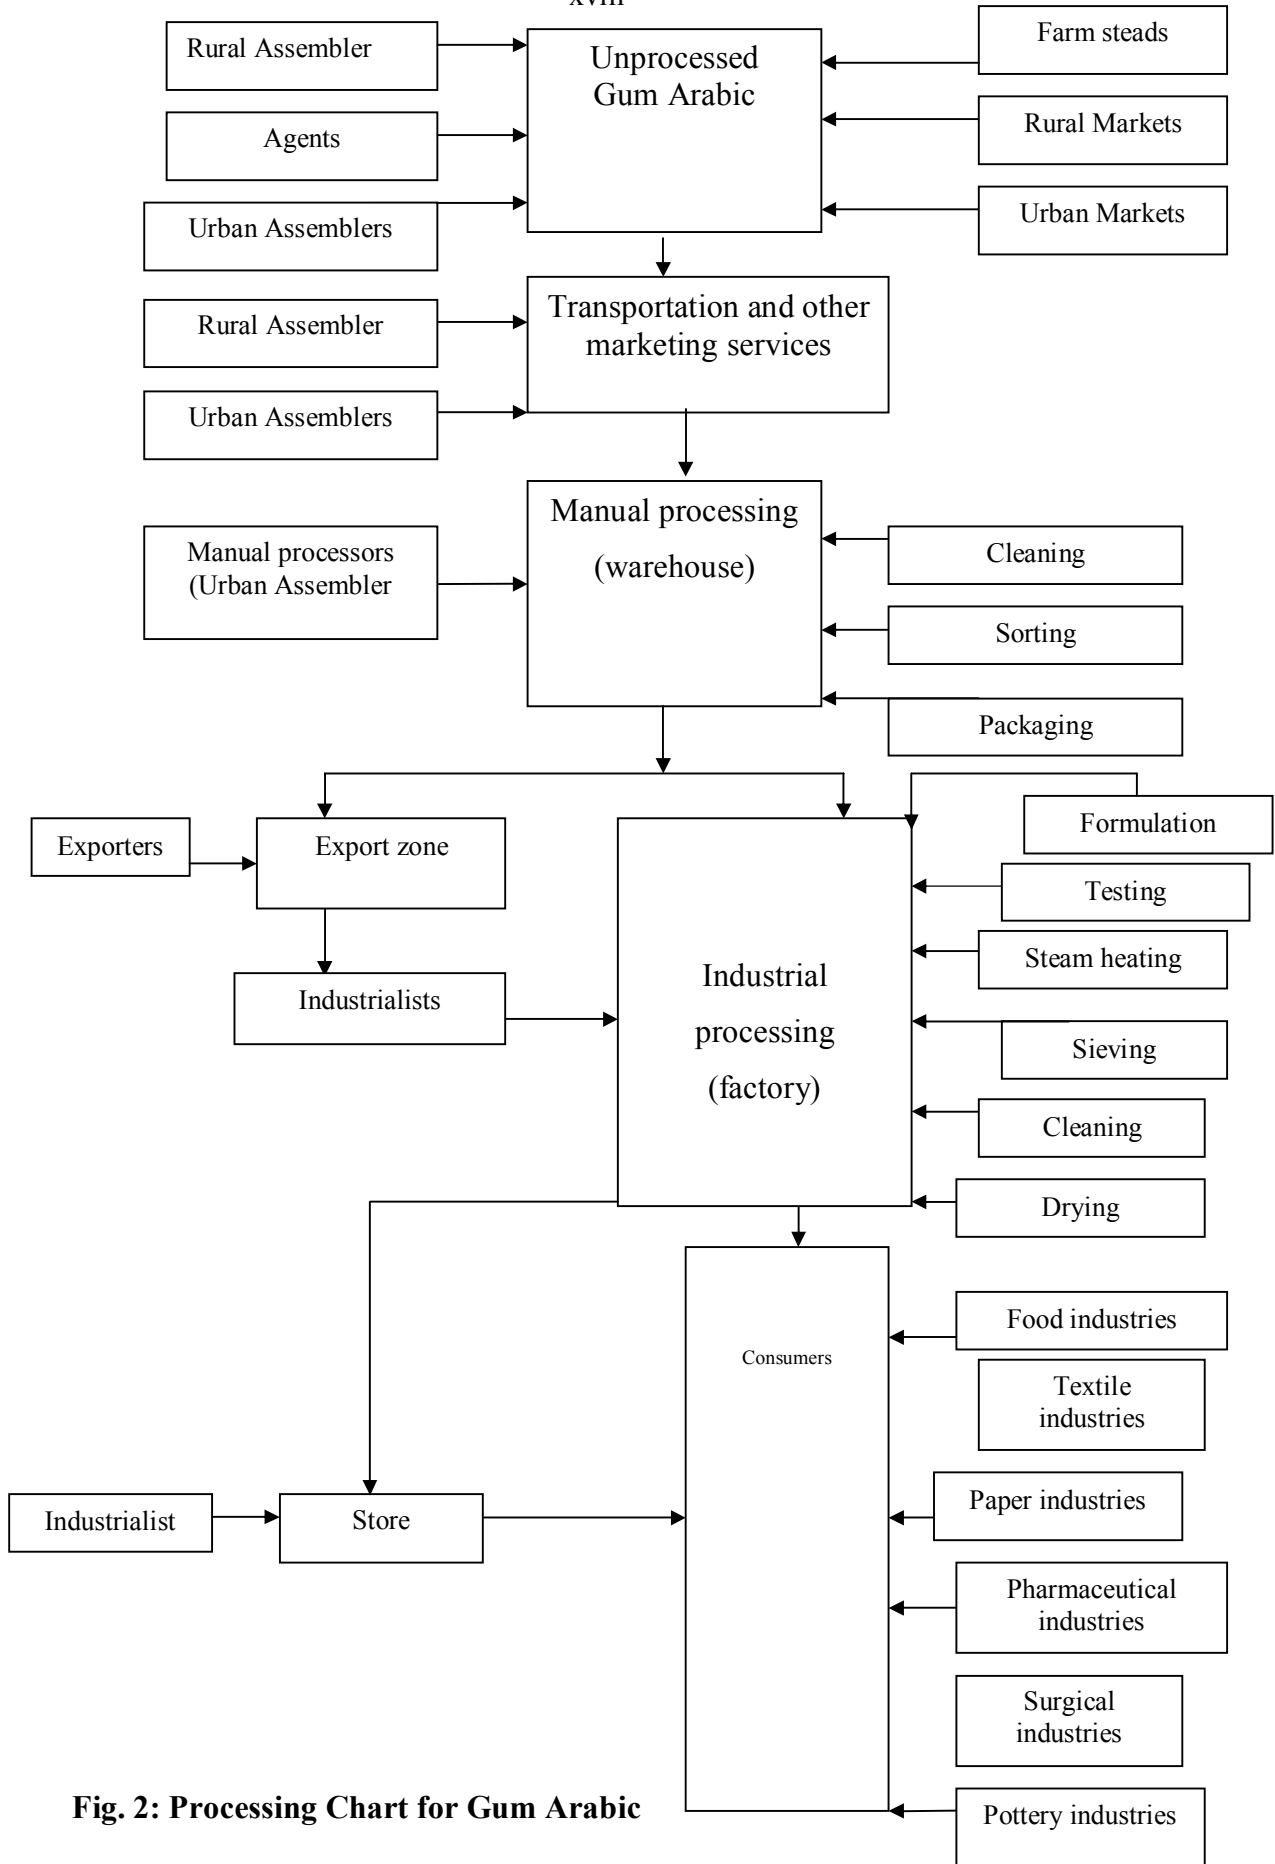 xviii
Rural Assembler
Unprocessed
Gum Arabic
Farm steads
Agents
Rural Markets
Urban Assemblers
Urban Markets
Rural Assembler
Transportation and other
marketing services
Urban Assemblers
Manual processors
(Urban Assembler
Manual processing
(warehouse)
Cleaning
Sorting
Packaging
Exporters
Export zone
Formulation
Testing
Steam heating
Industrialists
Industrial
processing
(factory)
Sieving
Cleaning
Drying
Consumers
Food industries
Textile
industries
Industrialist
Store
Paper industries
Pharmaceutical
industries
Surgical
industries
Pottery industries
Fig. 2: Processing Chart for Gum Arabic